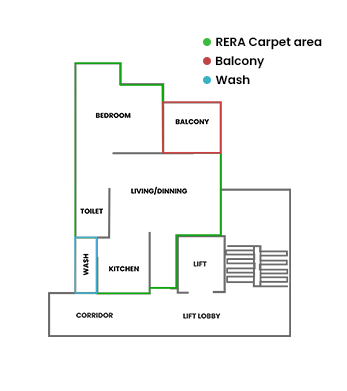 RERA Carpet area
Balcony
Wash
BEDROOM
BALCONY
LIVING/DINNING
TOILET
WASH
KITCHEN
LIFT
CORRIDOR
LIFT LOBBY